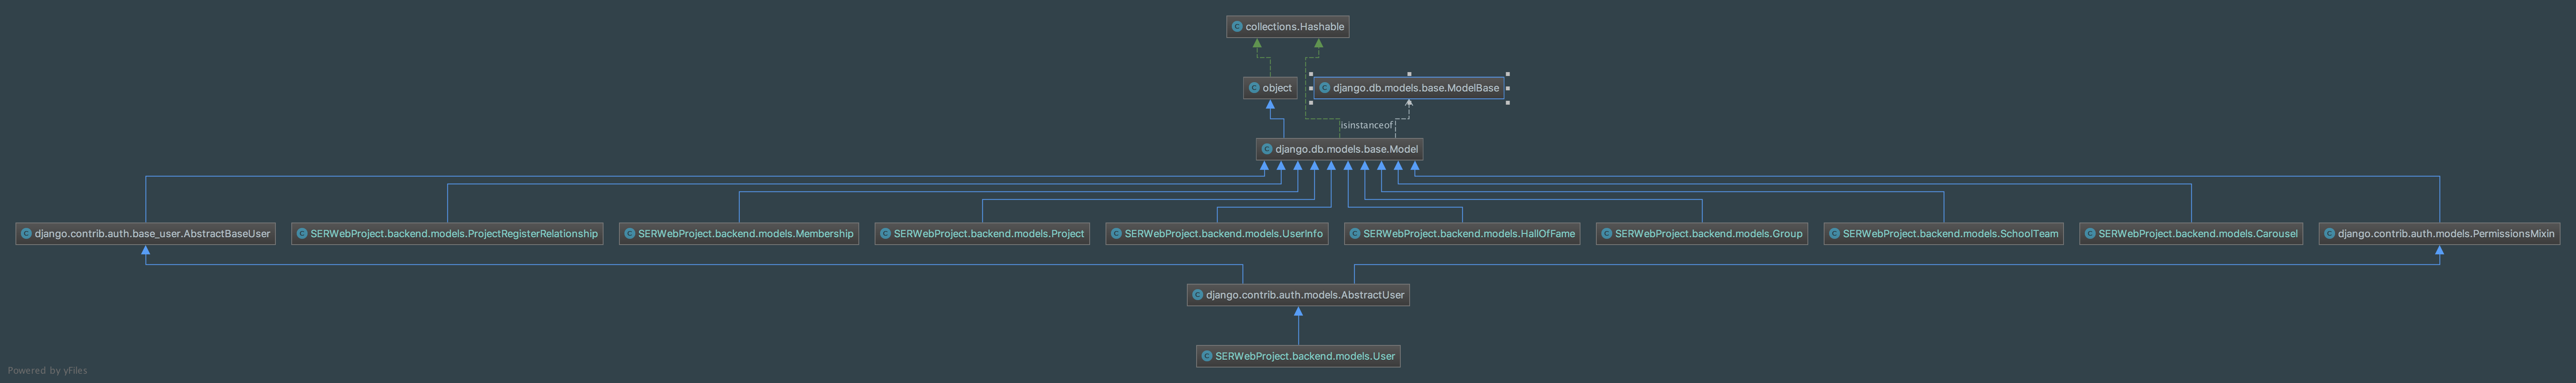 collections.Hashable
object
django.db.models.base.ModelBase
isinstanceof
django.db.models.base.Model
django.contrib.auth.base_user.AbstractBaseUser
SERWebProject.backend.models.ProjectRegisterRelationship
SERWebProject.backend.models.Membership
SERWebProject.backend.models.Project
SERWebProject.backend.models.UserInfo
SERWebProject.backend.models.HallOfFame
SERWebProject.backend.models.Group
SERWebProject.backend.models.SchoolTeam
SERWebProject.backend.models.Carousel
django.contrib.auth.models.PermissionsMixin
django.contrib.auth.models.AbstractUser
SERWebProject.backend.models.User
Powered by yFiles